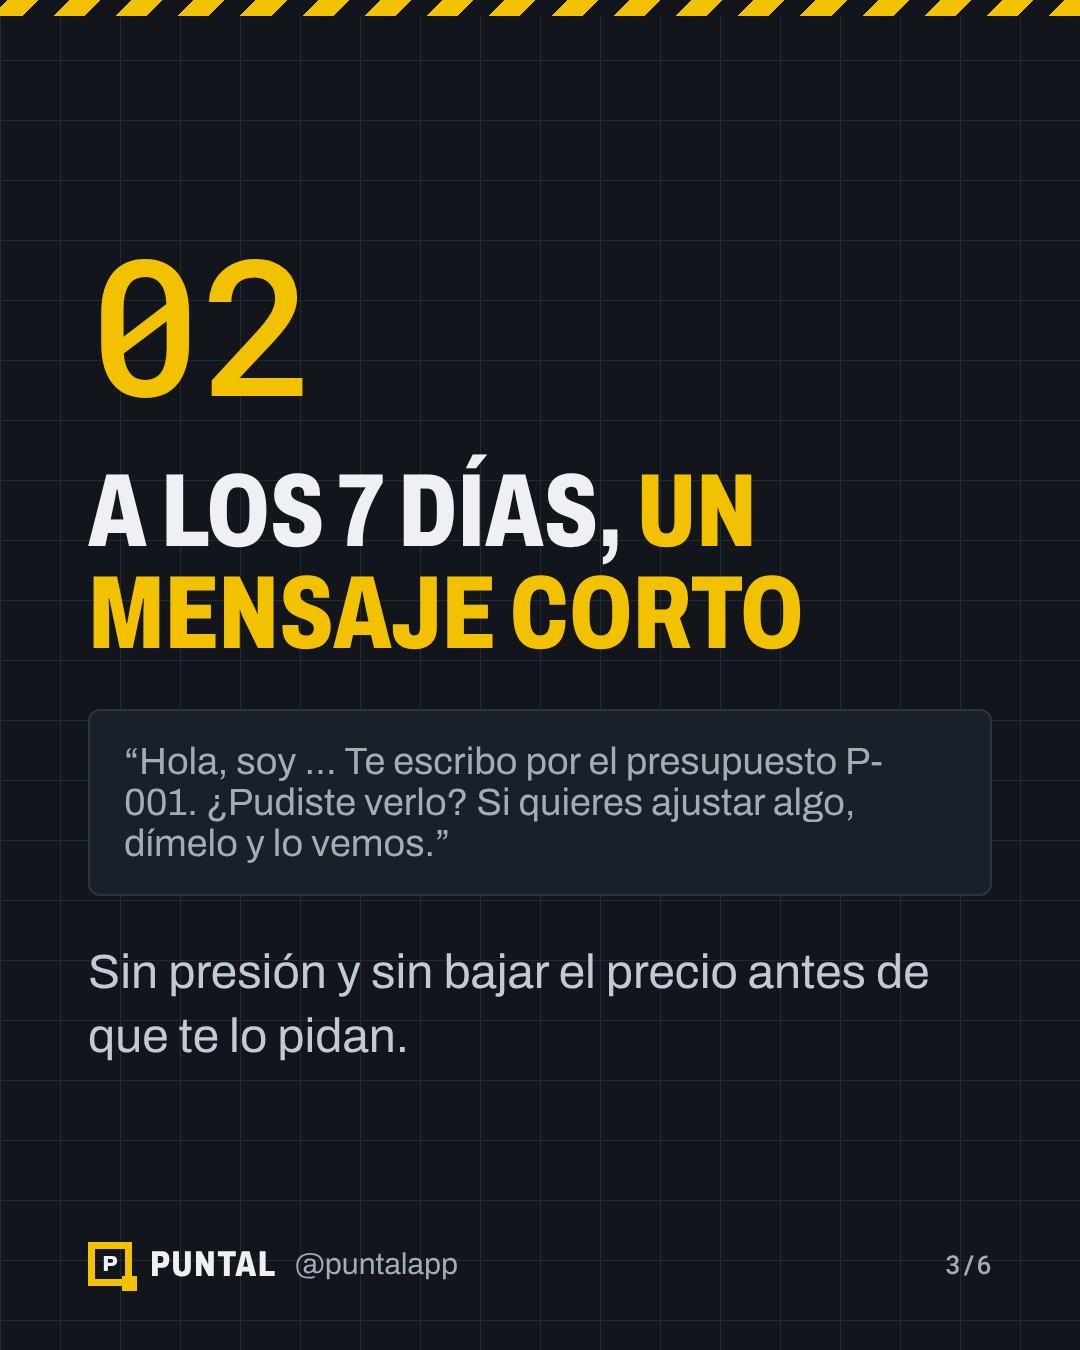 02
A LOS 7 DÍAS, UN
MENSAJE CORTO
“Hola, soy ... Te escribo por el presupuesto P-
001. ¿Pudiste verlo? Si quieres ajustar algo,
dímelo y lo vemos.”
Sin presión y sin bajar el precio antes de
que te lo pidan.
P PUNTAL @puntalapp 3/6